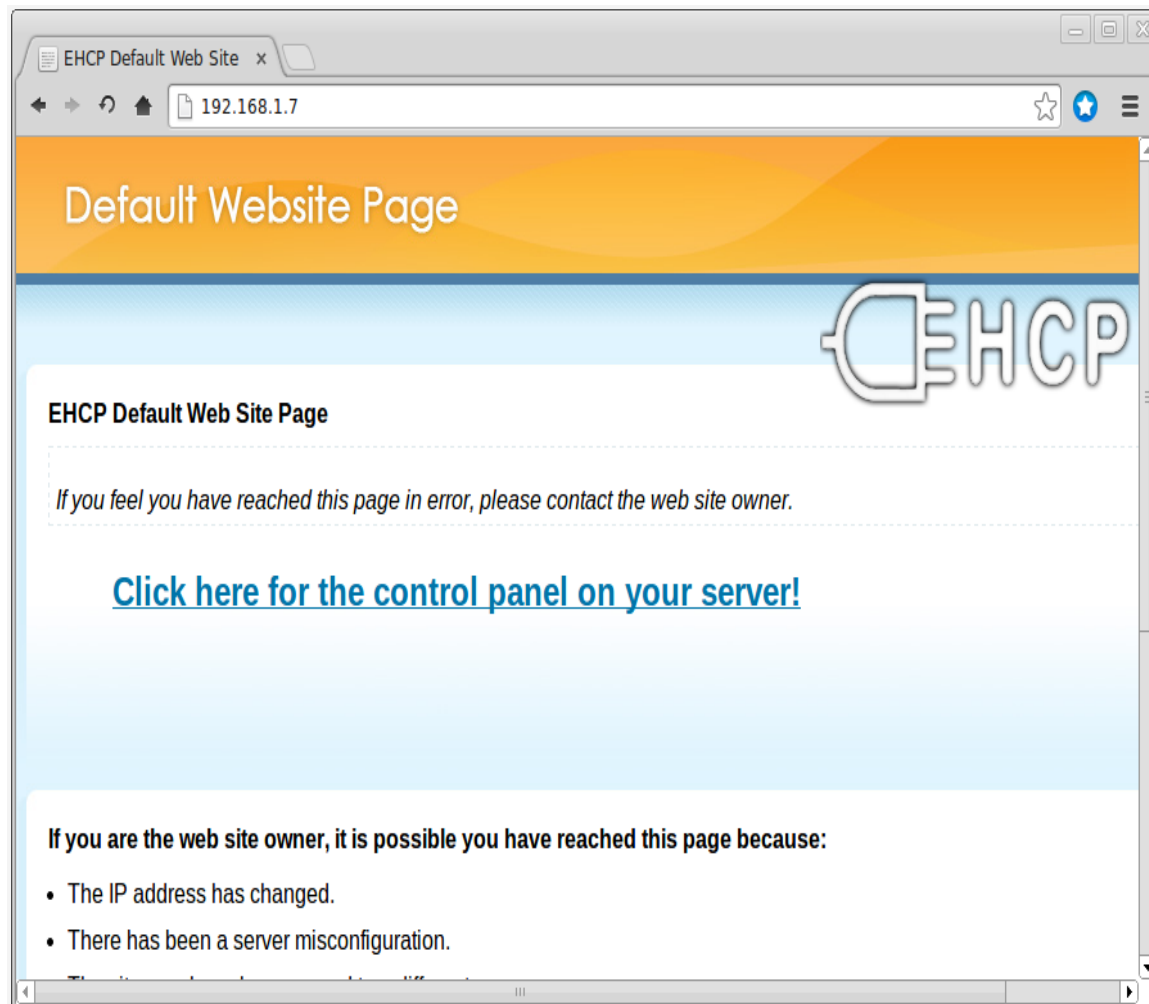 EHCP Default Web Site
192.168.1.7
Default Website Page
EHCP
EHCP Default Web Site Page
If you feel you have reached this page in error, please contact the web site owner.
Click here for the control panel on your server!
If you are the web site owner, it is possible you have reached this page because:
• The IP address has changed.
• There has been a server misconfiguration.